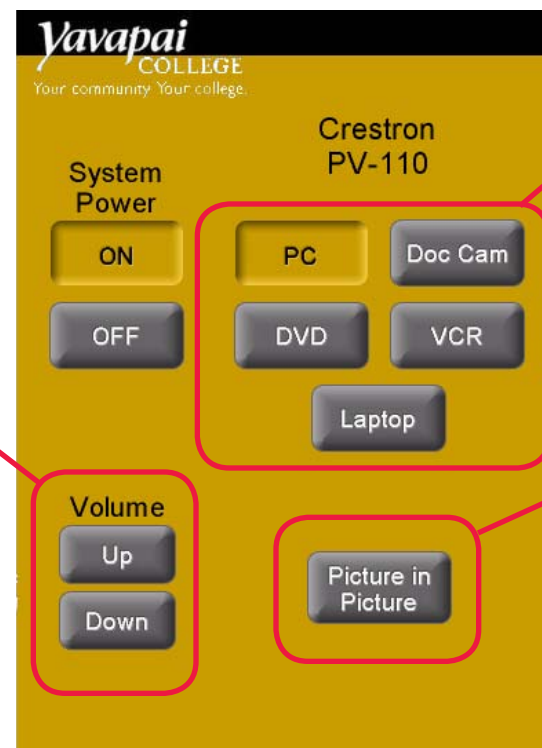 Yavapai
COLLEGE
Your community Your college.
Crestron
PV-110
System
Power
ON
OFF
PC
Doc Cam
DVD
VCR
Laptop
Volume
Up
Down
Picture in
Picture